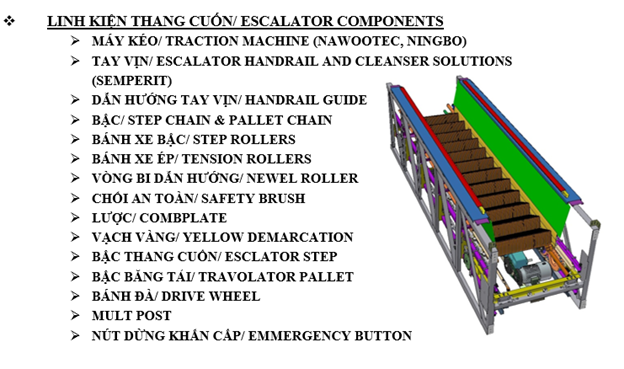 LINH KIỆN THANG CUỐN/ ESCALATOR COMPONENTS
MÁY KÉO/ TRACTION MACHINE (NAWOOTEC, NINGBO)
TAY VỊN/ ESCALATOR HANDRAIL AND CLEANSER SOLUTIONS
(SEMPERIT)
DẪN HƯỚNG TAY VỊN/ HANDRAIL GUIDE
BẬC/ STEP CHAIN & PALLET CHAIN
BÁNH XE BẬC/ STEP ROLLERS
BÁNH XE ÉP/ TENSION ROLLERS
VÒNG BI DẪN HƯỚNG/ NEWEL ROLLER
CHỔI AN TOÀN/ SAFETY BRUSH
LƯỢC/ COMBPLATE
VẠCH VÀNG/ YELLOW DEMARCATION
BẬC THANG CUỐN/ ESCLATOR STEP
BẬC BĂNG TẢI/ TRAVOLATOR PALLET
BÁNH ĐÀ/ DRIVE WHEEL
MULT POST
NÚT DỪNG KHẨN CẤP/ EMMERGENCY BUTTON